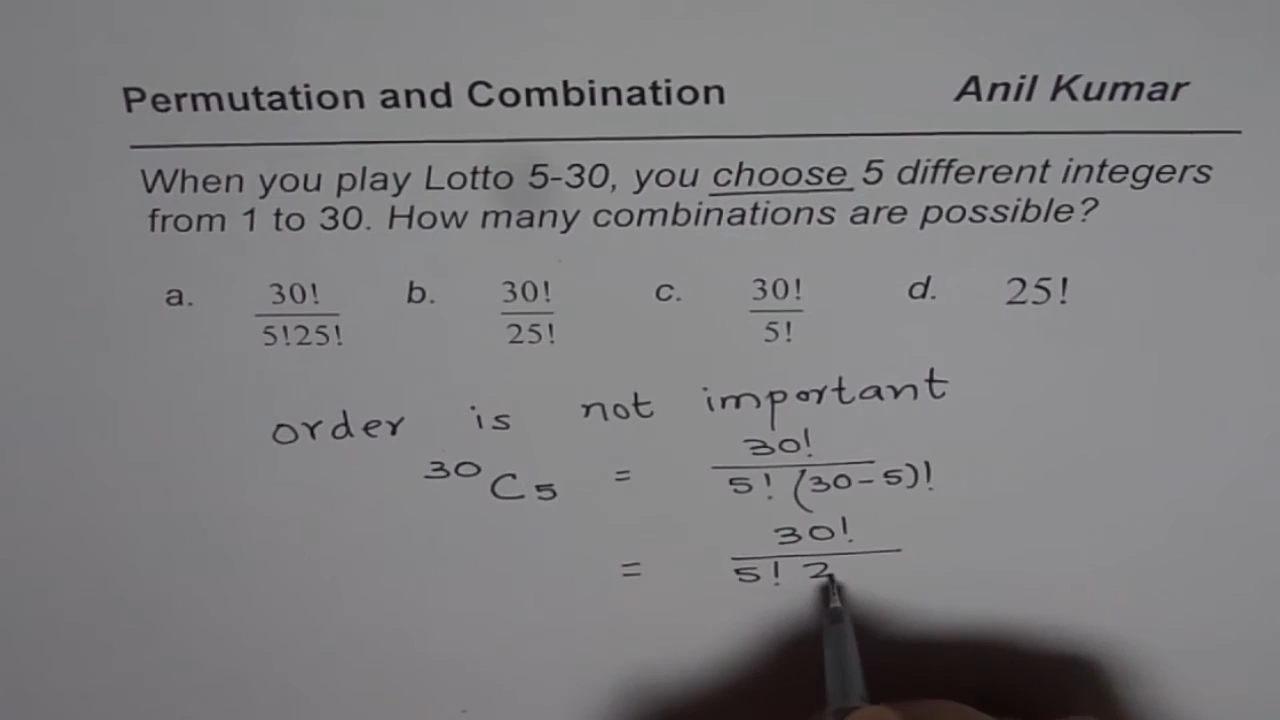 Permutation and Combination Anil Kumar
When you play Lotto 5-30, you choose 5 different integers
from 1 to 30. How many combinations are possible?
a. 30!/5!25! b. 30!/25! c. 30!/5! d. 25!
order is not important
30C5 = 30!/5!(30-5)!
= 30!/5! 2